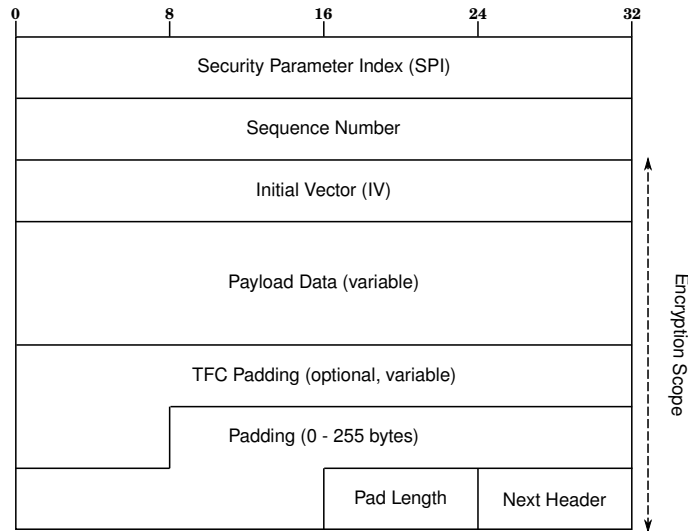 0 8 16 24 32
Security Parameter Index (SPI)
Sequence Number
Initial Vector (IV)
Payload Data (variable)
TFC Padding (optional, variable)
Padding (0 - 255 bytes)
Pad Length Next Header
Encryption Scope